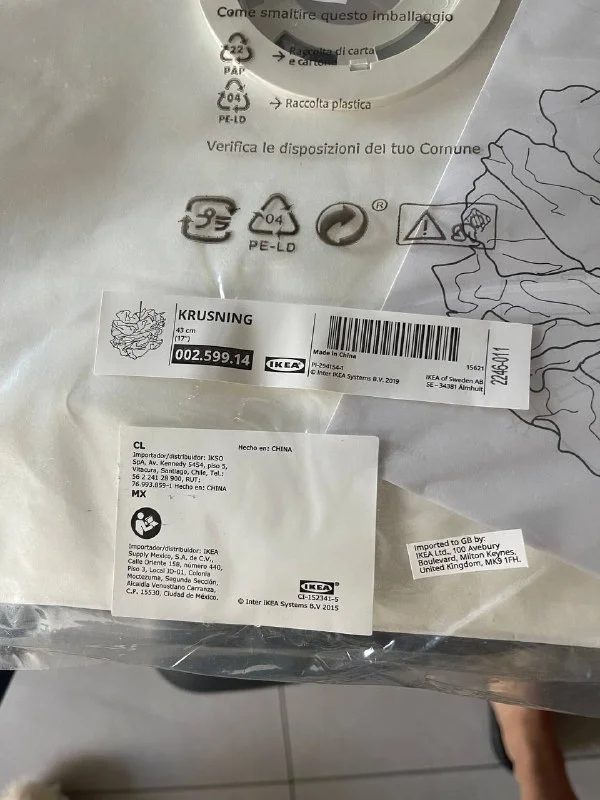 Come smaltire questo imballaggio
22
PAP
Raccolta di carta
e cartone
04
PE-LD
Raccolta plastica
Verifica le disposizioni del tuo Comune
04
PE-LD
®
KRUSNING
43 cm
(17")
002.599.14
IKEA®
Made in China
PI-254154-1
© Inter IKEA Systems B.V. 2019
15621
IKEA of Sweden AB
SE - 34381 Älmhult
2246-011
CL
Importador/distribuidor: IKSO
SpA, Av. Kennedy 5454, piso 5,
Vitacura, Santiago, Chile, Tel.:
56 2 241 28 900, RUT:
76.993.859-1 Hecho en: CHINA
Hecho en: CHINA
MX
Importador/distribuidor: IKEA
Supply Mexico, S.A. de C.V.,
Calle Oriente 158, número 440,
Piso 3, Local JD-01, Colonia
Moctezuma, Segunda Sección,
Alcaldía Venustiano Carranza,
C.P. 15530, Ciudad de México.
IKEA®
CI-152341-5
© Inter IKEA Systems B.V 2015
Imported to GB by:
IKEA Ltd., 100 Avebury
Boulevard, Milton Keynes,
United Kingdom, MK9 1FH.